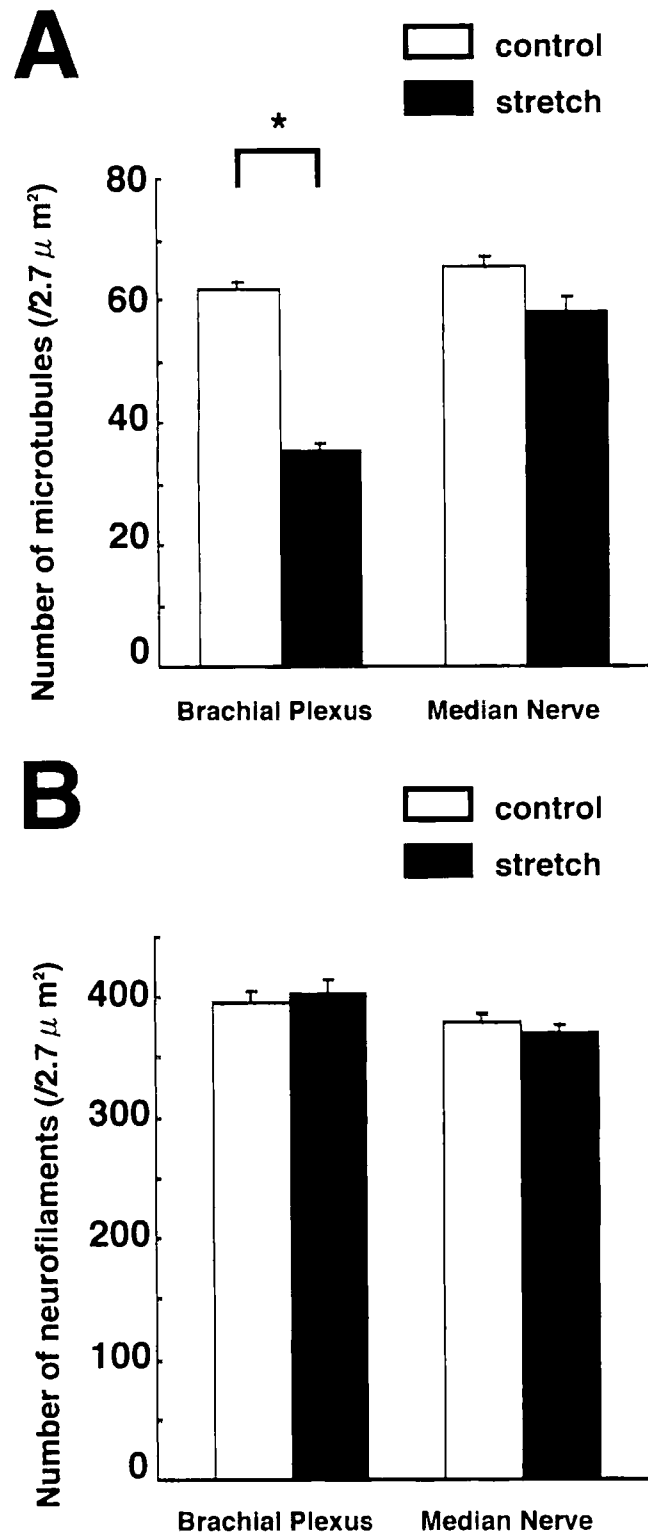 A
control
stretch
*
Number of microtubules (/2.7 μ m²)
80
60
40
20
0
Brachial Plexus Median Nerve
B
control
stretch
Number of neurofilaments (/2.7 μ m²)
400
300
200
100
0
Brachial Plexus Median Nerve